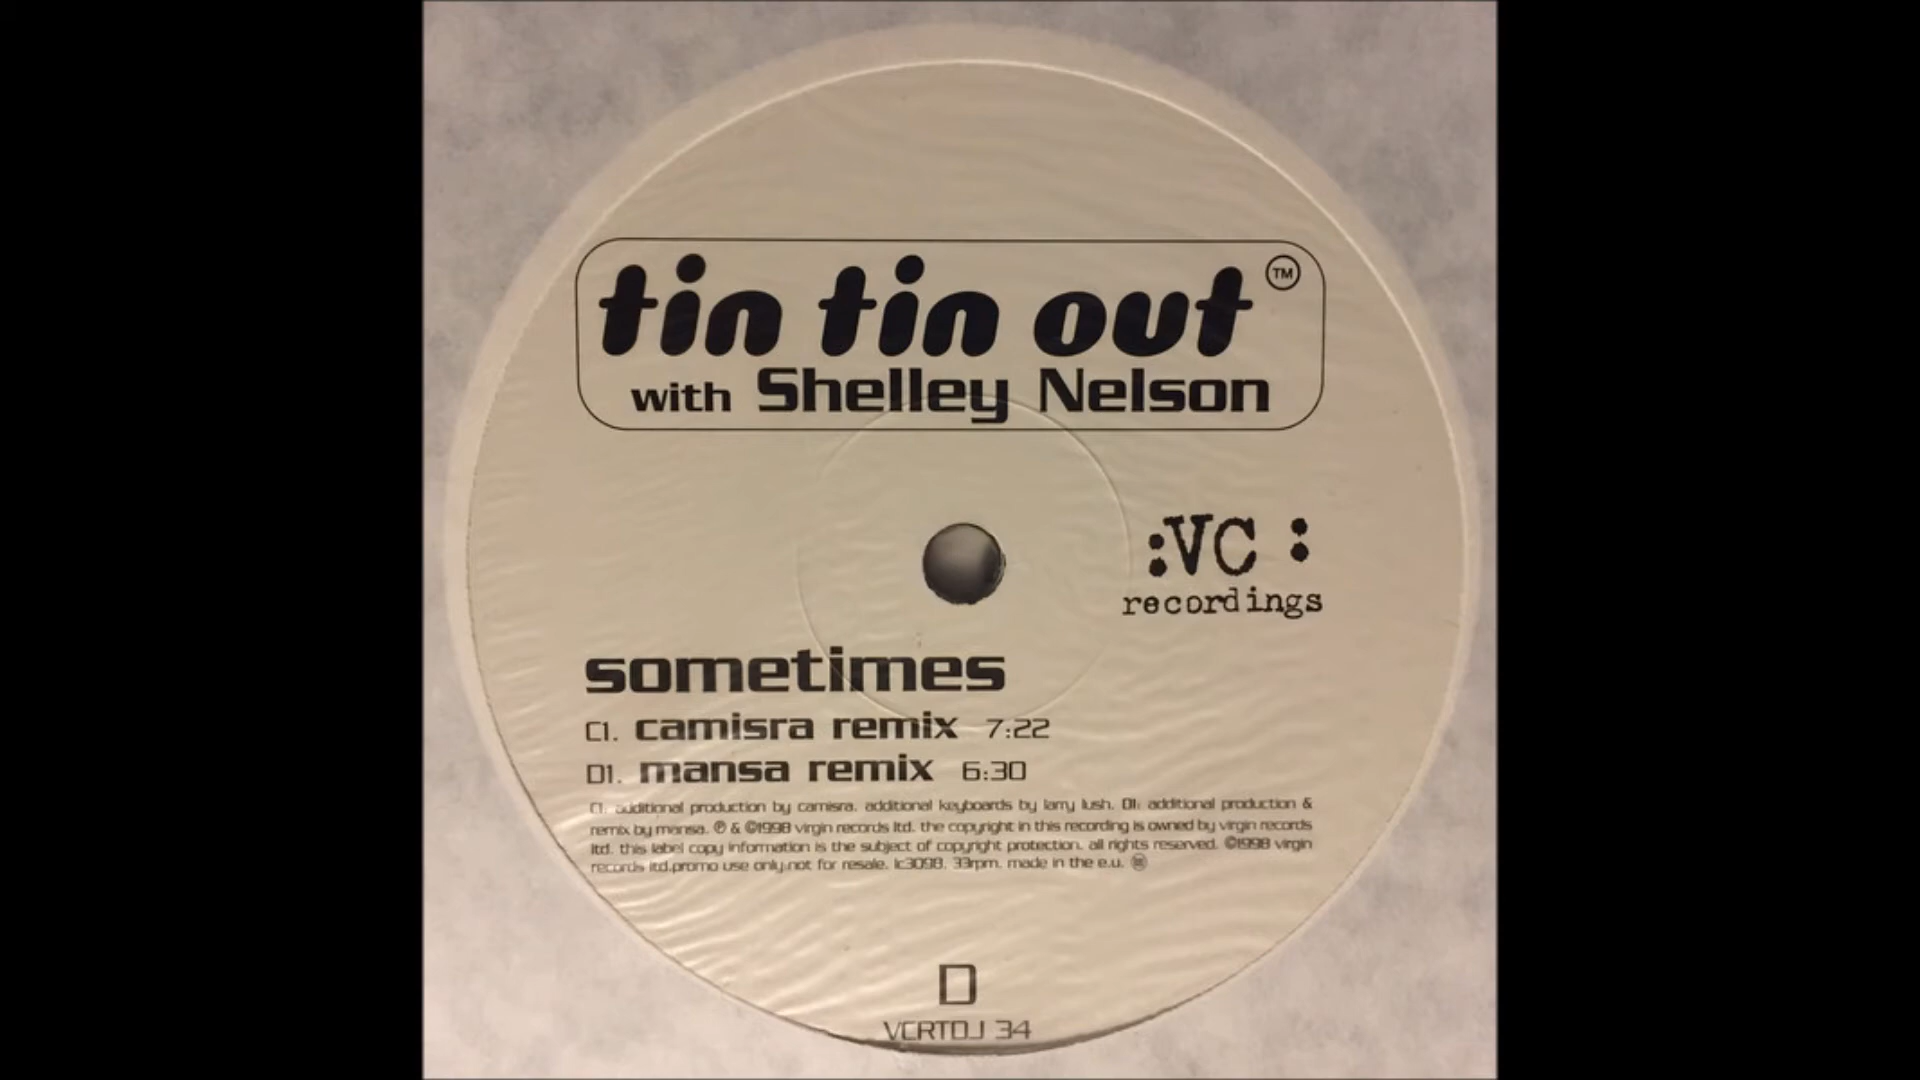 tin tin out ™
with Shelley Nelson
:VC :
recordings
sometimes
C1. camisra remix 7:22
D1. mansa remix 6:30
C1. additional production by camisra. additional keyboards by larry lush. D1: additional production &
remix by mansa. ℗ & ©1998 virgin records ltd. the copyright in this recording is owned by virgin records
ltd. this label copy information is the subject of copyright protection. all rights reserved. ©1998 virgin
records ltd.promo use only.not for resale. lc3098. 33rpm. made in the e.u.
D
VCRTDJ 34